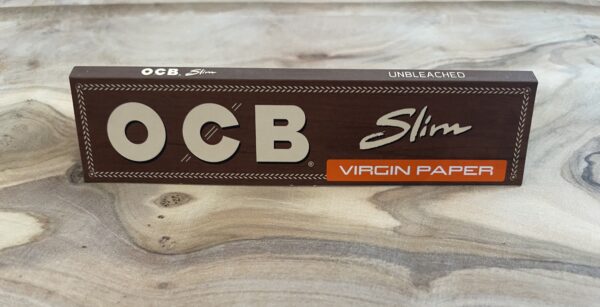 OCB. Slim UNBLEACHED
OCB® Slim
VIRGIN PAPER